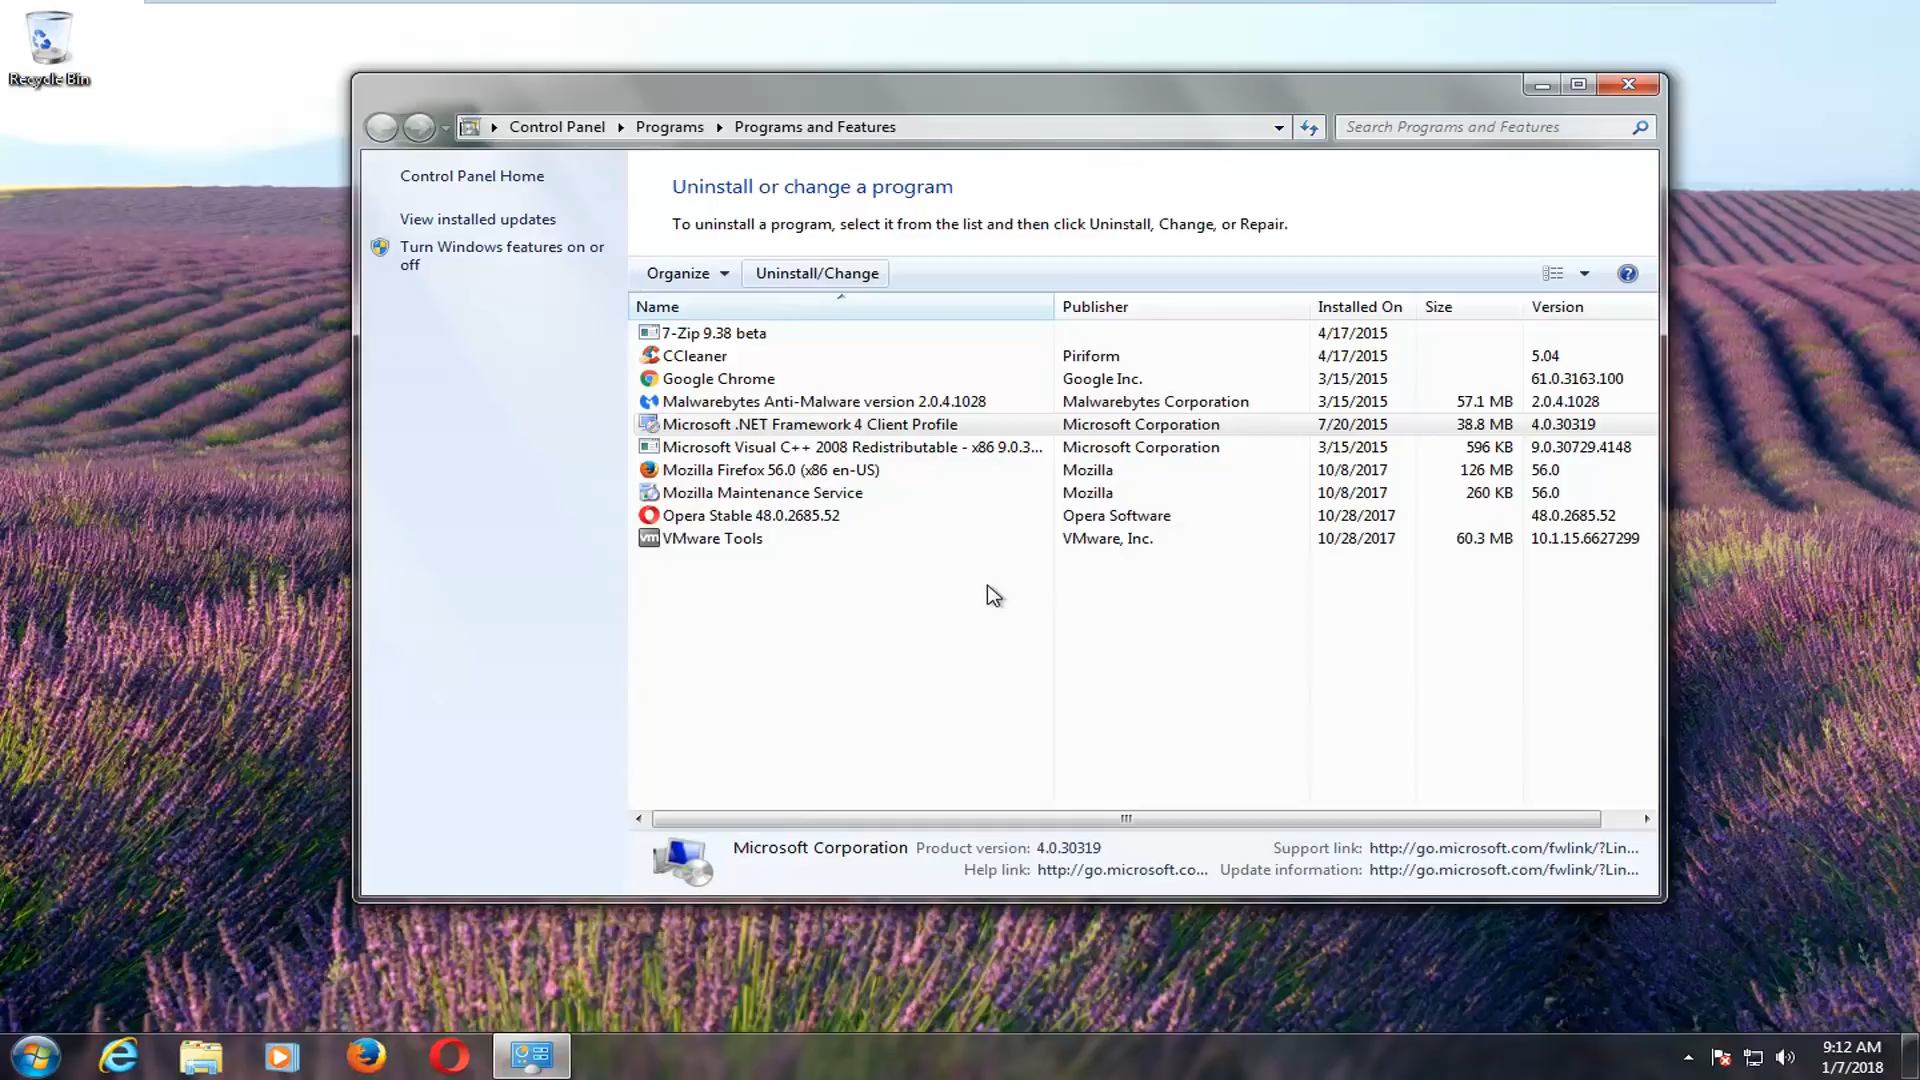 Recycle Bin
Control Panel Programs Programs and Features
Search Programs and Features
Control Panel Home
View installed updates
Turn Windows features on or
off
Uninstall or change a program
To uninstall a program, select it from the list and then click Uninstall, Change, or Repair.
Organize Uninstall/Change
Name Publisher Installed On Size Version
7-Zip 9.38 beta 4/17/2015
CCleaner Piriform 4/17/2015 5.04
Google Chrome Google Inc. 3/15/2015 61.0.3163.100
Malwarebytes Anti-Malware version 2.0.4.1028 Malwarebytes Corporation 3/15/2015 57.1 MB 2.0.4.1028
Microsoft .NET Framework 4 Client Profile Microsoft Corporation 7/20/2015 38.8 MB 4.0.30319
Microsoft Visual C++ 2008 Redistributable - x86 9.0.3... Microsoft Corporation 3/15/2015 596 KB 9.0.30729.4148
Mozilla Firefox 56.0 (x86 en-US) Mozilla 10/8/2017 126 MB 56.0
Mozilla Maintenance Service Mozilla 10/8/2017 260 KB 56.0
Opera Stable 48.0.2685.52 Opera Software 10/28/2017 48.0.2685.52
vm VMware Tools VMware, Inc. 10/28/2017 60.3 MB 10.1.15.6627299
Microsoft Corporation Product version: 4.0.30319 Support link: http://go.microsoft.com/fwlink/?Lin...
Help link: http://go.microsoft.co... Update information: http://go.microsoft.com/fwlink/?Lin...
9:12 AM
1/7/2018